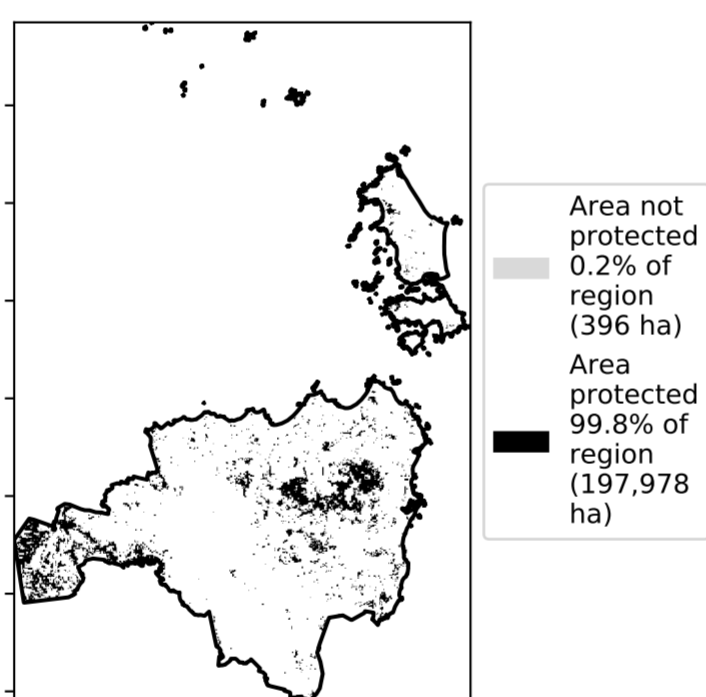 Area not
protected
0.2% of
region
(396 ha)
Area
protected
99.8% of
region
(197,978
ha)